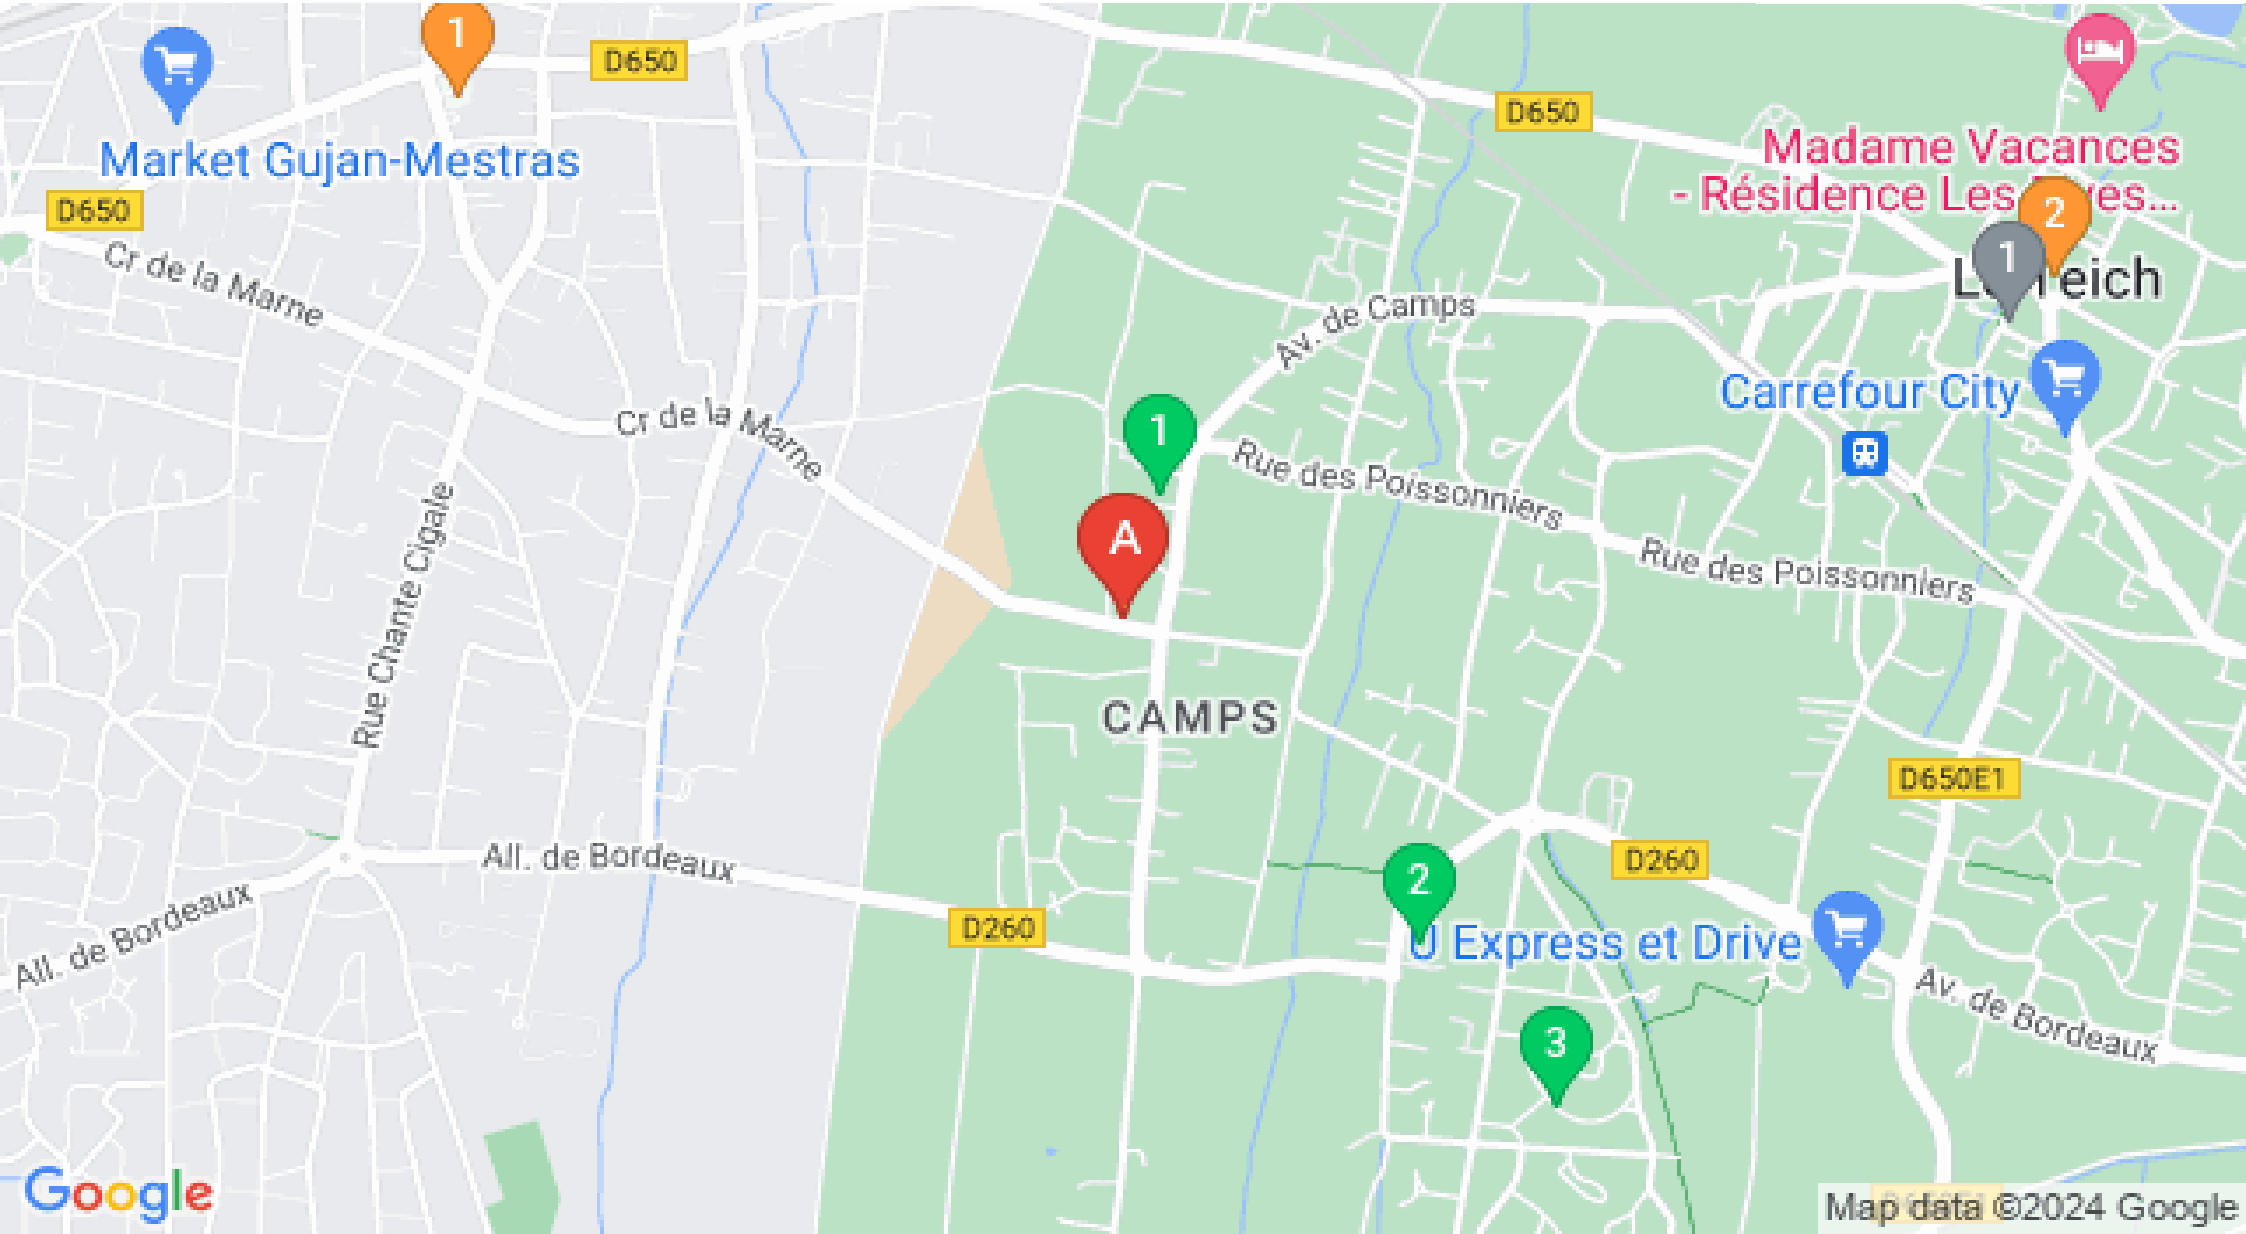 1
D650
Market Gujan-Mestras
D650
Cr de la Marne
D650
Madame Vacances
- Résidence Les
2
1
eich
Av. de Camps
Carrefour City
Cr de la Marne
1
Rue des Poissonniers
A
Rue des Poissonniers
Rue Chante Cigale
CAMPS
D650E1
All. de Bordeaux
D260
2
All. de Bordeaux
D260
U Express et Drive
Av. de Bordeaux
3
Google
Map data ©2024 Google